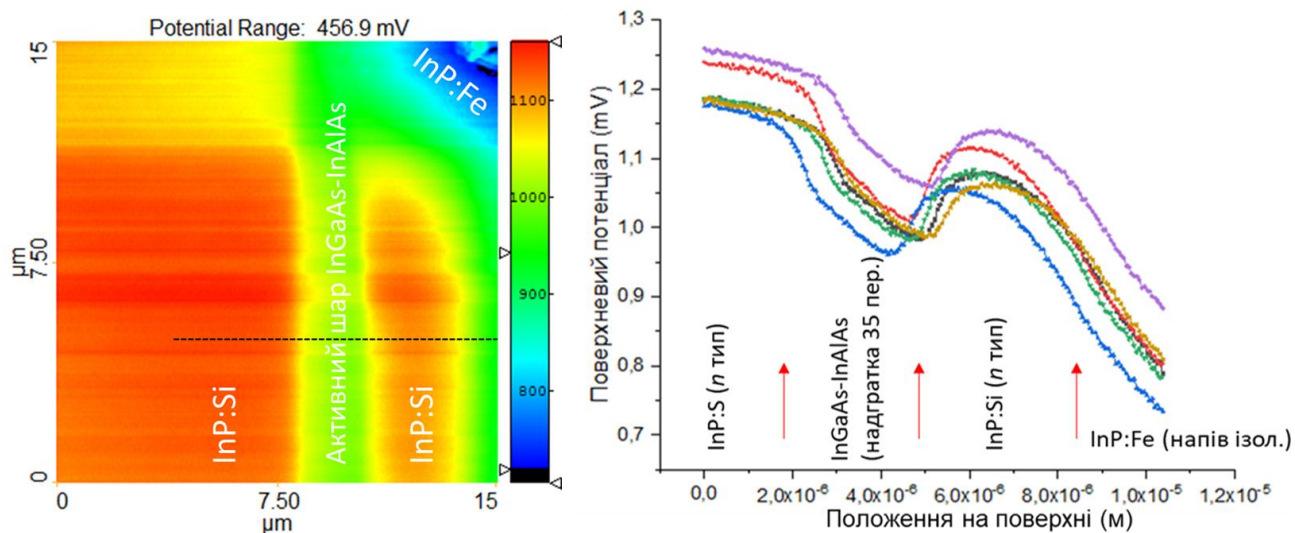 Potential Range: 456.9 mV
15
7.50
0
µm
InP:Fe
InP:Si
Активний шар InGaAs-InAlAs
InP:Si
0
7.50
15
µm
1100
1000
900
800
1,3
1,2
1,1
1,0
0,9
0,8
0,7
Поверхневий потенціал (mV)
InP:S (n тип)
InGaAs-InAlAs
(надгратка 35 пер.)
InP:Si (n тип)
InP:Fe (напів ізол.)
0,0
2,0x10⁻⁶
4,0x10⁻⁶
6,0x10⁻⁶
8,0x10⁻⁶
1,0x10⁻⁵
1,2x10⁻⁵
Положення на поверхні (м)